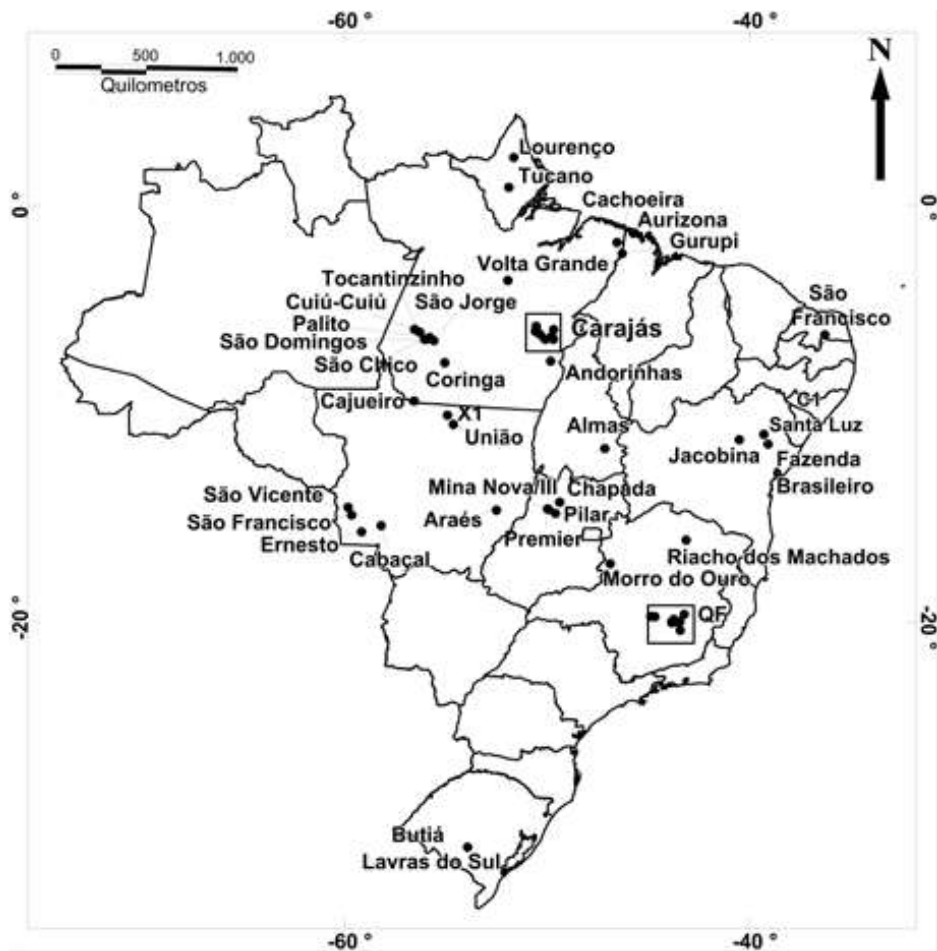 -60 °
-40 °
0 500 1.000
Quilometros
N
Lourenço
Tucano
Cachoeira
0 °
0 °
Aurizona
Gurupi
Volta Grande
Tocantinzinho
Cuiú-Cuiú
São Jorge
São
Francisco
Palito
Carajás
São Domingos
São Chico
Andorinhas
Coringa
Cajueiro
C1
X1
Santa Luz
União
Almas
Jacobina
Fazenda
Brasileiro
Mina Nova/III
Chapada
São Vicente
Araés
Pilar
São Francisco
Premier
Ernesto
Riacho dos Machados
Cabaçal
Morro do Ouro
QF
-20 °
-20 °
Butiá
Lavras do Sul
-60 °
-40 °